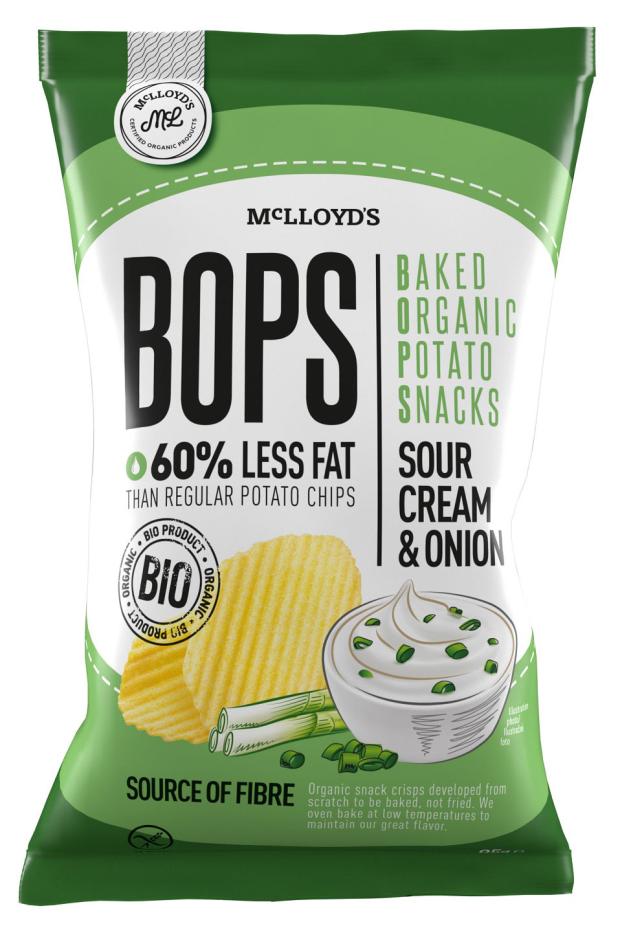 McLLOYD'S
ML
CERTIFIED ORGANIC PRODUCTS
McLLOYD'S
BOPS
BAKED
ORGANIC
POTATO
SNACKS
60% LESS FAT
THAN REGULAR POTATO CHIPS
SOUR
CREAM
& ONION
BIO PRODUCT • ORGANIC • BIO PRODUCT • ORGANIC •
BIO
Illustration
photo/
Illustrasjon
foto
SOURCE OF FIBRE
Organic snack crisps developed from
scratch to be baked, not fried. We
oven bake at low temperatures to
maintain our great flavor.